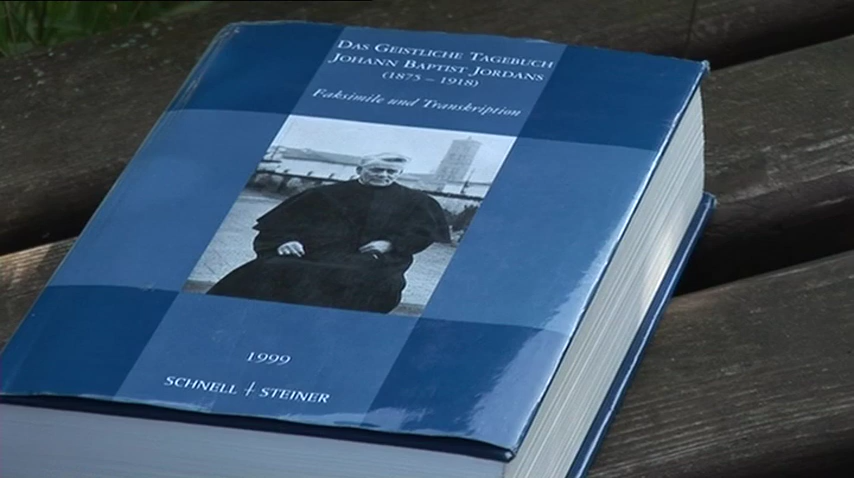 DAS GEISTLICHE TAGEBUCH
JOHANN BAPTIST JORDANS
(1875 – 1918)
Faksimile und Transkription
1999
SCHNELL + STEINER